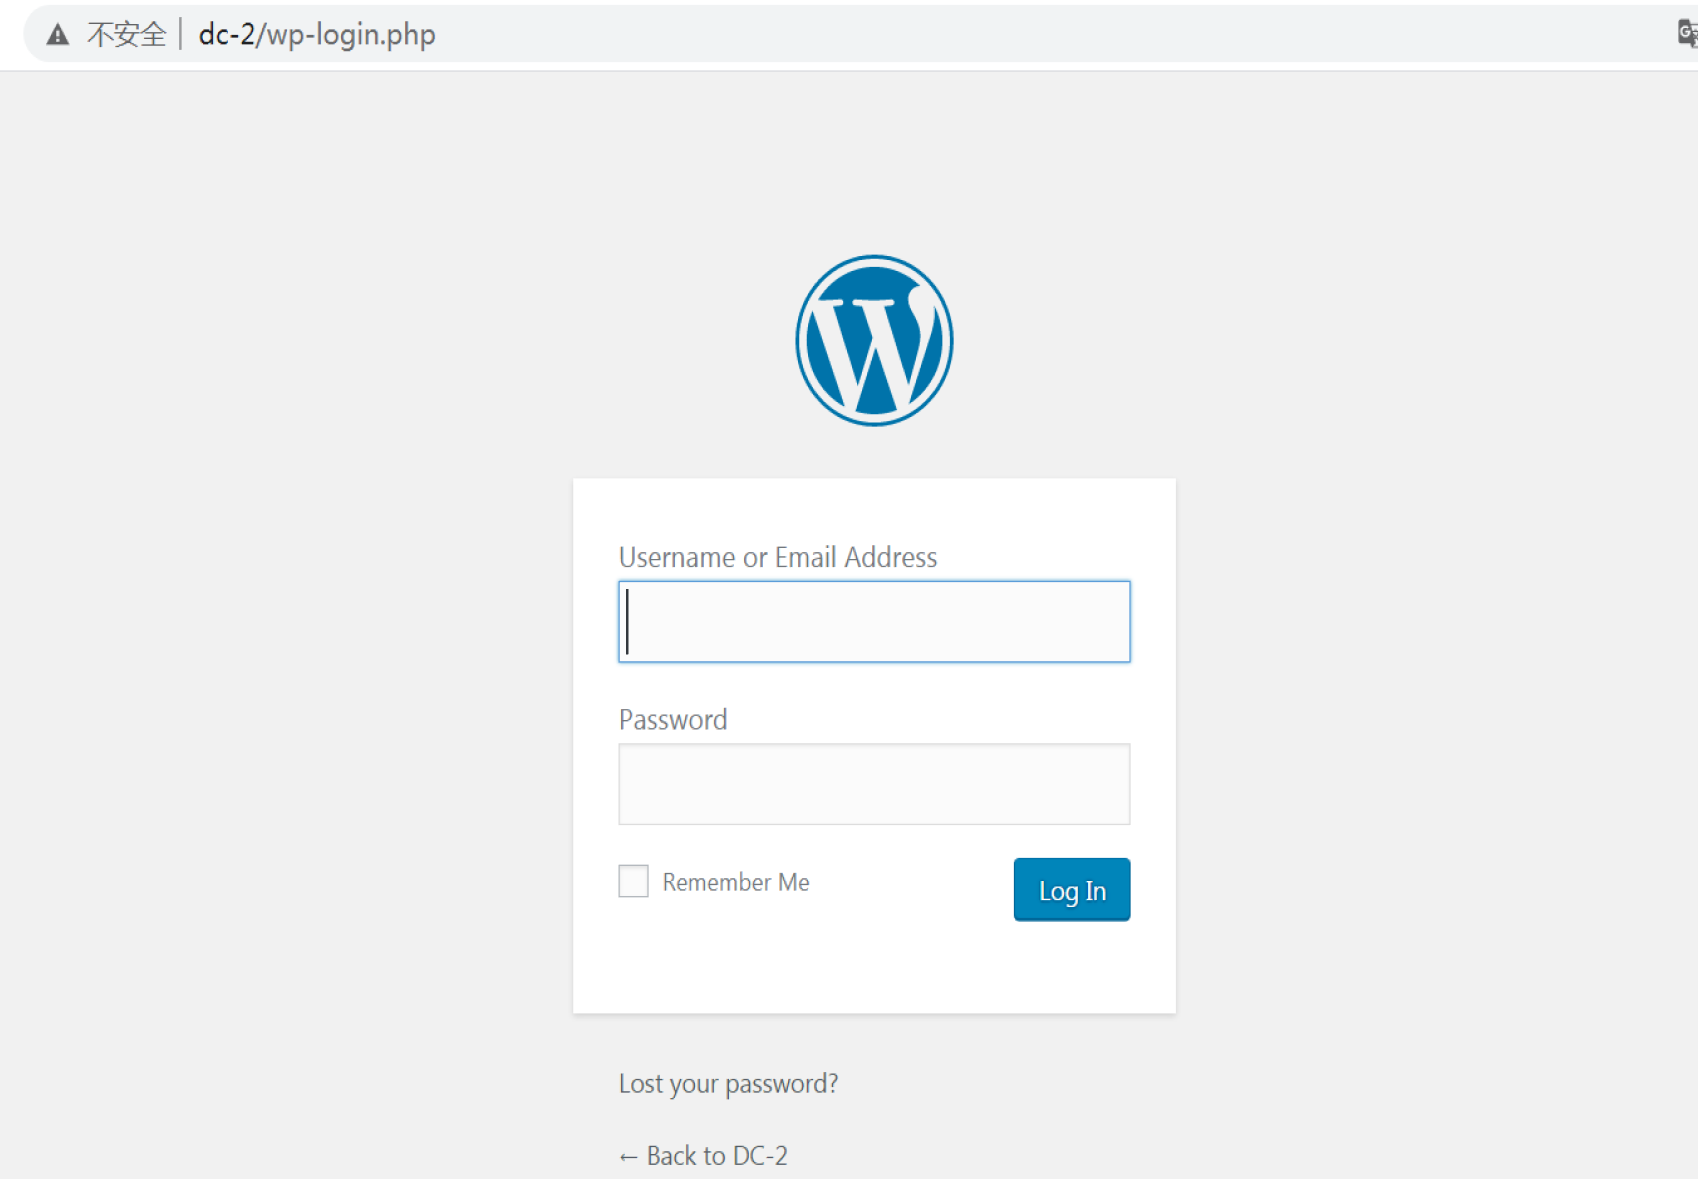 不安全 dc-2/wp-login.php
Username or Email Address
Password
Remember Me
Log In
Lost your password?
← Back to DC-2